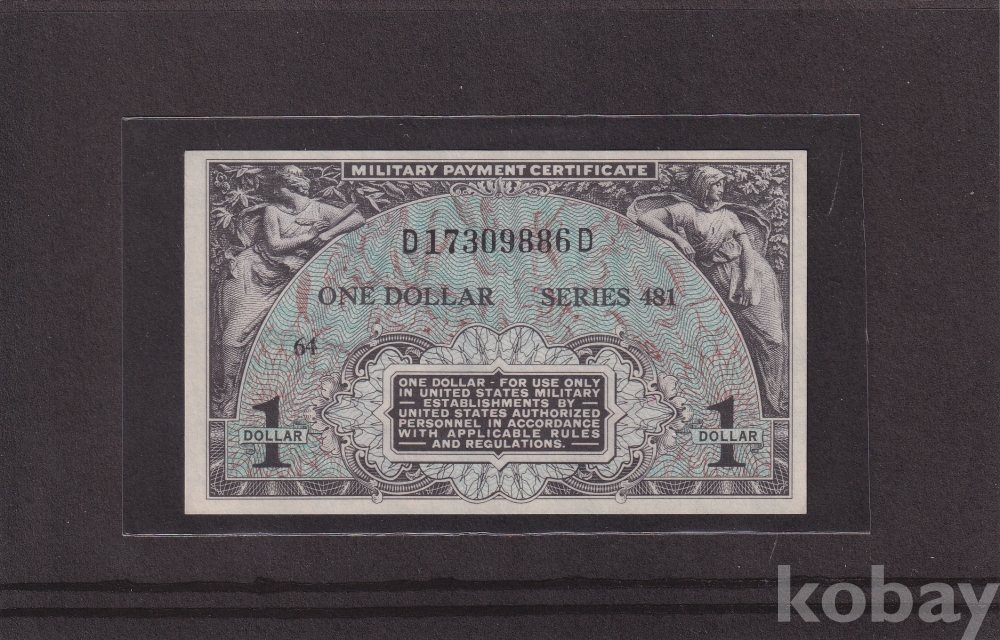 MILITARY PAYMENT CERTIFICATE
D17309886D
ONE DOLLAR SERIES 481
64
ONE DOLLAR - FOR USE ONLY
IN UNITED STATES MILITARY
— ESTABLISHMENTS BY —
UNITED STATES AUTHORIZED
PERSONNEL IN ACCORDANCE
WITH APPLICABLE RULES
— AND REGULATIONS. —
1 DOLLAR
1 DOLLAR
kobay